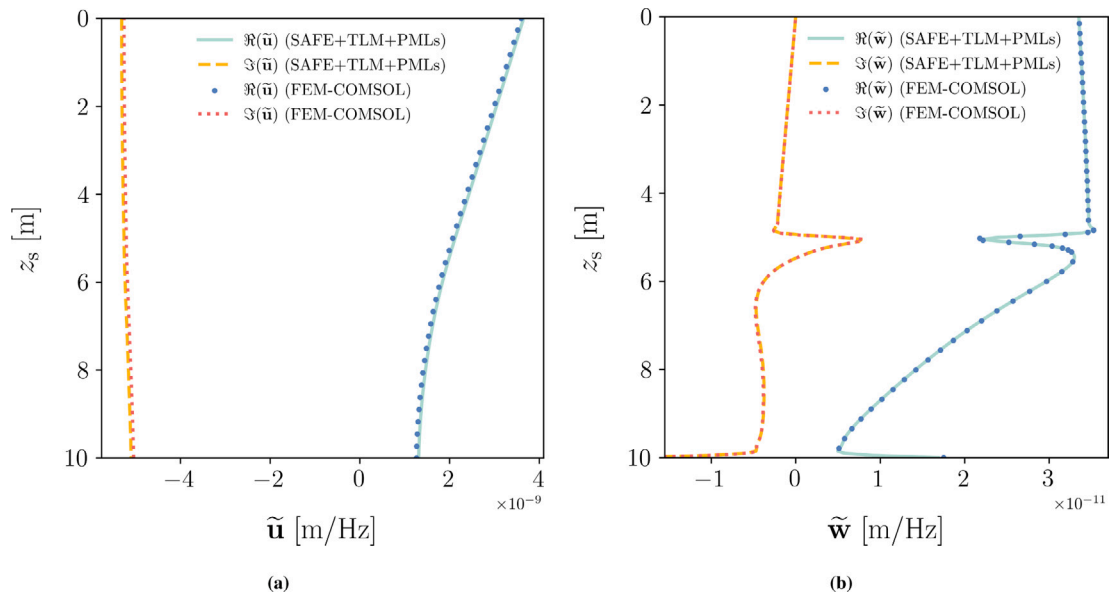 0
2
4
6
8
10
z_s [m]
ℜ(ũ) (SAFE+TLM+PMLs)
ℑ(ũ) (SAFE+TLM+PMLs)
ℜ(ũ) (FEM-COMSOL)
ℑ(ũ) (FEM-COMSOL)
−4 −2 0 2 4
×10⁻⁹
ũ [m/Hz]
(a)
0
2
4
6
8
10
z_s [m]
ℜ(w̃) (SAFE+TLM+PMLs)
ℑ(w̃) (SAFE+TLM+PMLs)
ℜ(w̃) (FEM-COMSOL)
ℑ(w̃) (FEM-COMSOL)
−1 0 1 2 3
×10⁻¹¹
w̃ [m/Hz]
(b)